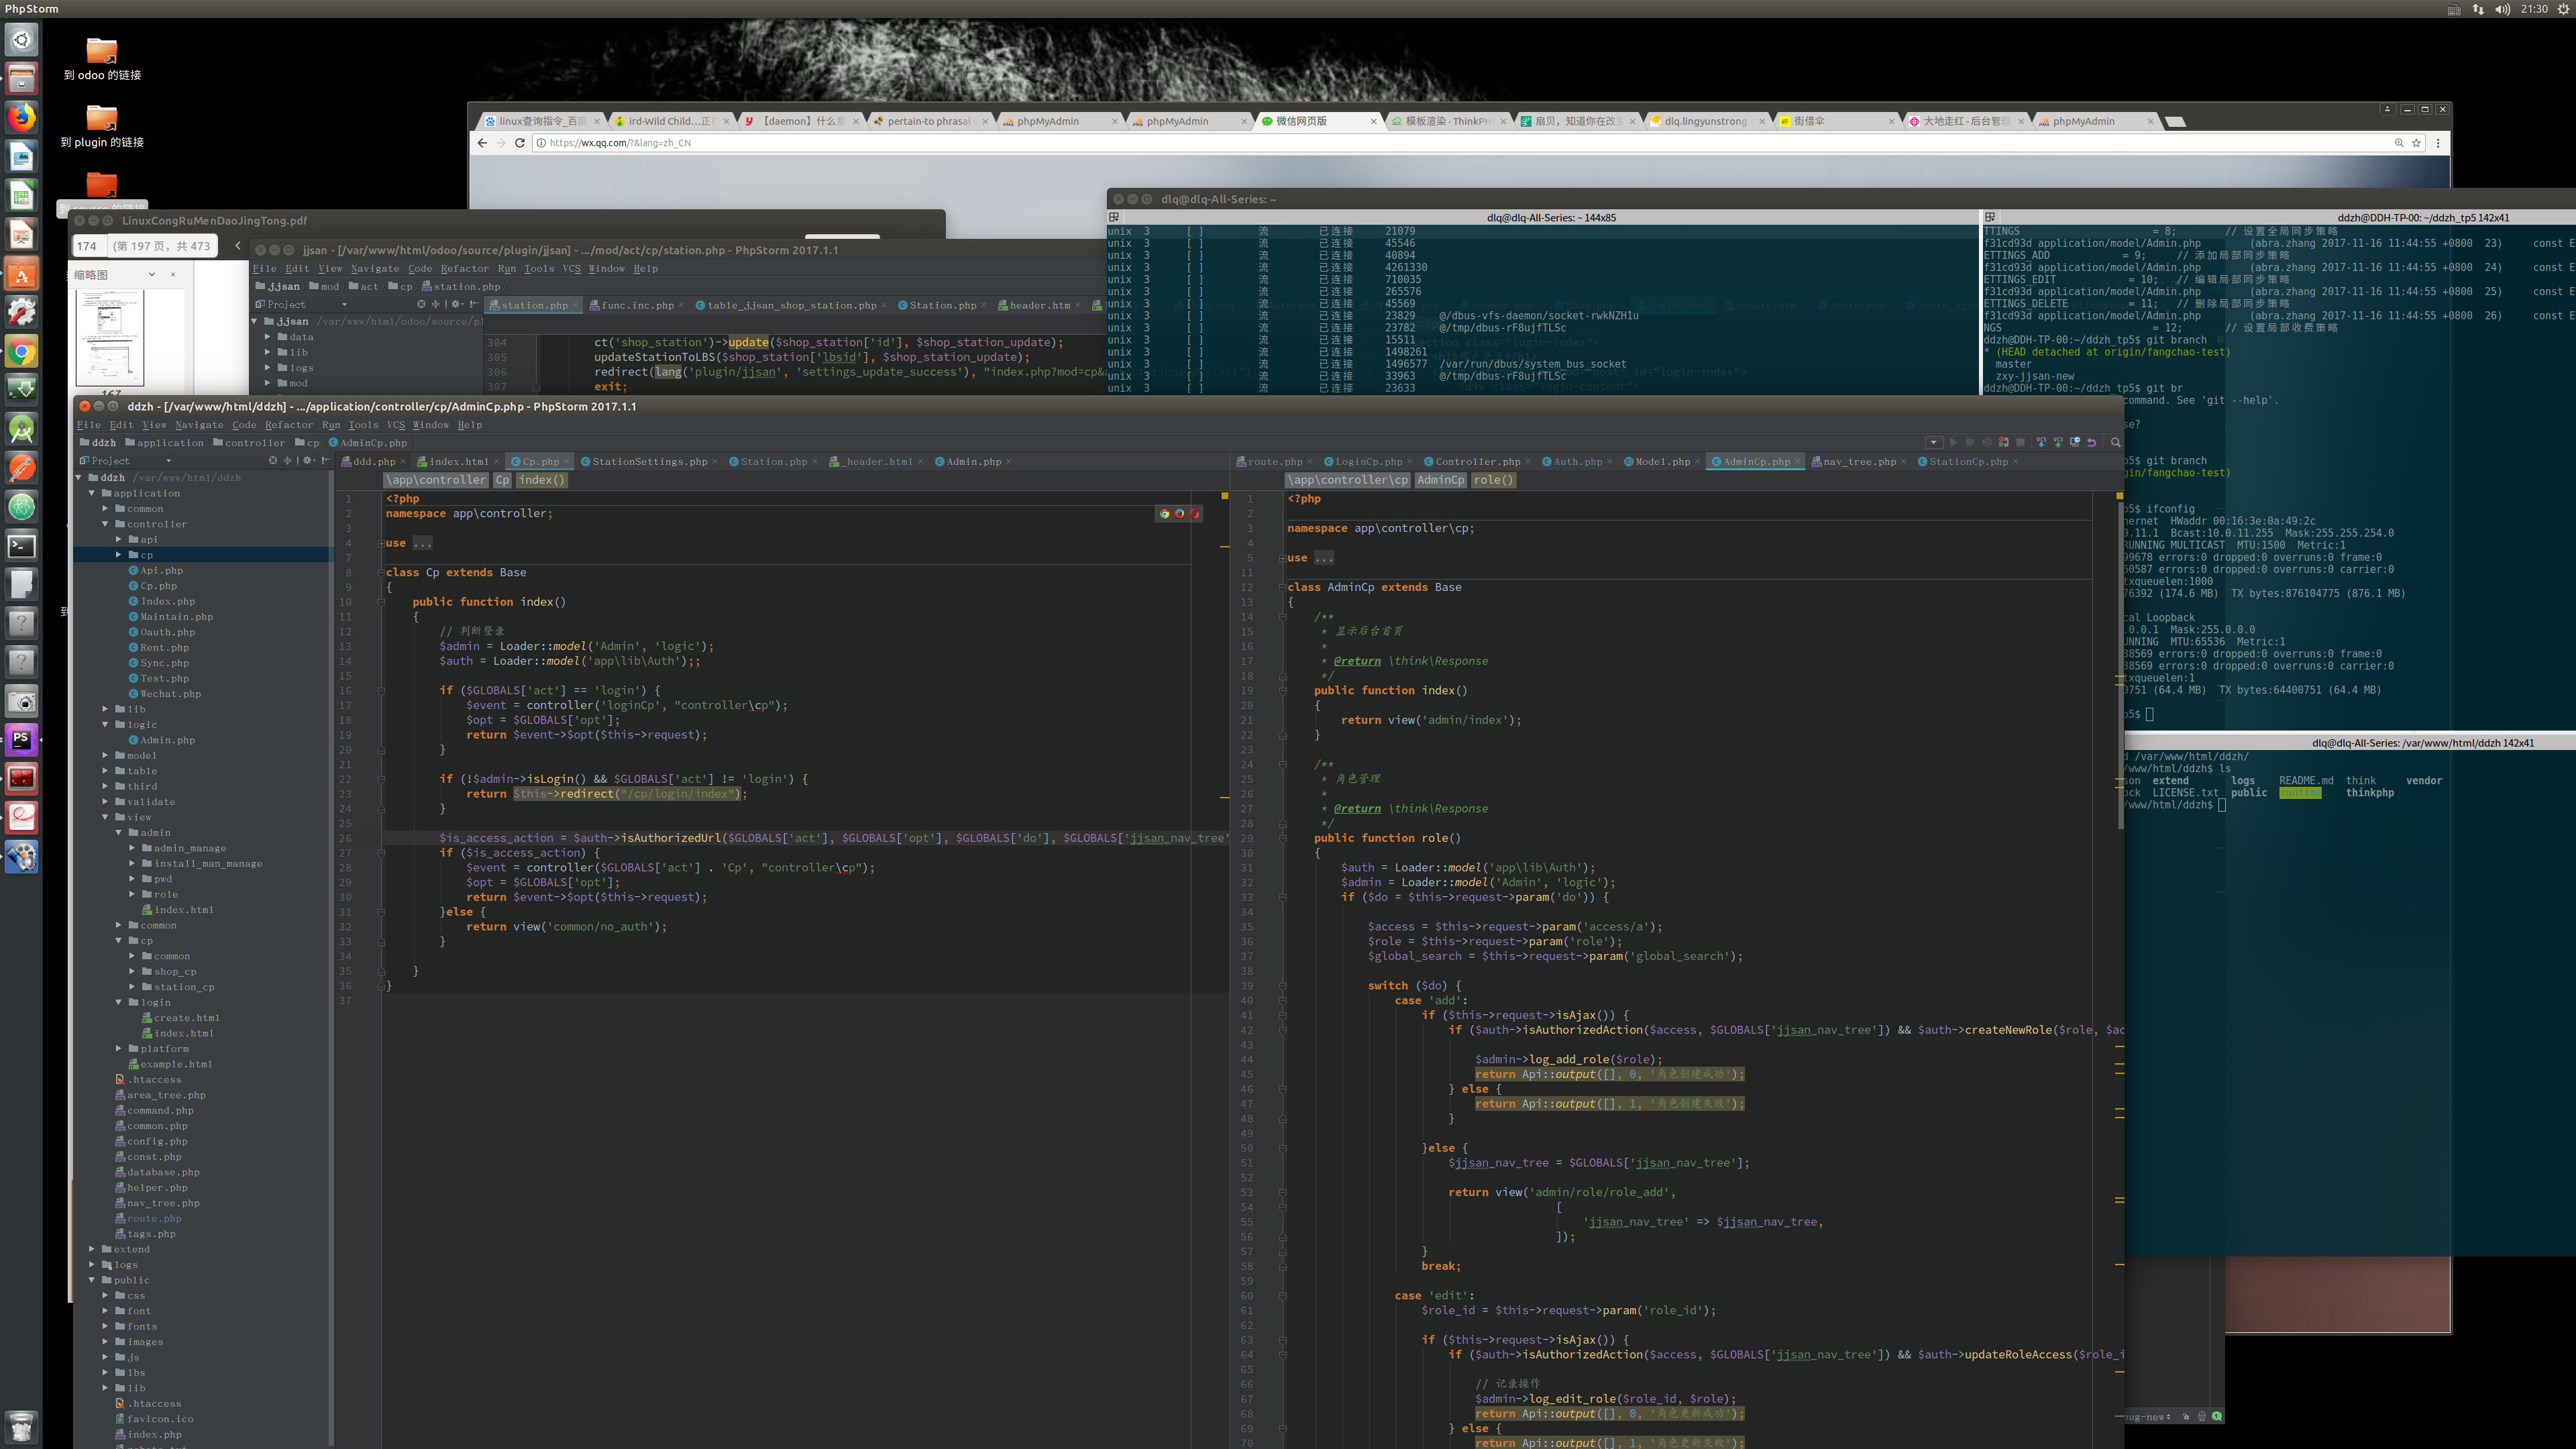 PhpStorm
21:30
到 odoo 的链接
到 plugin 的链接
linux查询指令_百度
ird-Wild Child…正在
【daemon】什么意
pertain-to phrasal v
phpMyAdmin
phpMyAdmin
微信网页版
模板渲染 · ThinkPH
扇贝，知道你在改变
dlq.lingyunstrong.c
街借伞
大地走红 - 后台管理
phpMyAdmin
https://wx.qq.com/?&lang=zh_CN
LinuxCongRuMenDaoJingTong.pdf
174 (第 197 页，共 473
缩略图
jjsan - [/var/www/html/odoo/source/plugin/jjsan] - .../mod/act/cp/station.php - PhpStorm 2017.1.1
File Edit View Navigate Code Refactor Run Tools VCS Window Help
jjsan mod act cp station.php
Project
station.php func.inc.php table_jjsan_shop_station.php Station.php header.htm
jjsan /var/www/html/odoo/source/pl
data
lib
logs
mod
304 ct('shop_station')->update($shop_station['id'], $shop_station_update);
305 updateStationToLBS($shop_station['lbsid'], $shop_station_update);
306 redirect(lang('plugin/jjsan', 'settings_update_success'), "index.php?mod=cp&
307 exit;
dlq@dlq-All-Series: ~
dlq@dlq-All-Series: ~ 144x85
unix 3 [ ] 流 已连接 21079
unix 3 [ ] 流 已连接 45546
unix 3 [ ] 流 已连接 40894
unix 3 [ ] 流 已连接 4261330
unix 3 [ ] 流 已连接 710035
unix 3 [ ] 流 已连接 265576
unix 3 [ ] 流 已连接 45569
unix 3 [ ] 流 已连接 23829 @/dbus-vfs-daemon/socket-rwkNZH1u
unix 3 [ ] 流 已连接 23782 @/tmp/dbus-rF8ujfTLSc
unix 3 [ ] 流 已连接 15511
unix 3 [ ] 流 已连接 1498261
unix 3 [ ] 流 已连接 1496577 /var/run/dbus/system_bus_socket
unix 3 [ ] 流 已连接 33963 @/tmp/dbus-rF8ujfTLSc
unix 3 [ ] 流 已连接 23633
ddzh@DDH-TP-00: ~/ddzh_tp5 142x41
TTINGS = 8; // 设置全局同步策略
f31cd93d application/model/Admin.php (abra.zhang 2017-11-16 11:44:55 +0800 23) const E
ETTINGS_ADD = 9; // 添加局部同步策略
f31cd93d application/model/Admin.php (abra.zhang 2017-11-16 11:44:55 +0800 24) const E
ETTINGS_EDIT = 10; // 编辑局部同步策略
f31cd93d application/model/Admin.php (abra.zhang 2017-11-16 11:44:55 +0800 25) const E
ETTINGS_DELETE = 11; // 删除局部同步策略
f31cd93d application/model/Admin.php (abra.zhang 2017-11-16 11:44:55 +0800 26) const E
NGS = 12; // 设置局部收费策略
ddzh@DDH-TP-00:~/ddzh_tp5$ git branch
* (HEAD detached at origin/fangchao-test)
master
zxy-jjsan-new
ddzh@DDH-TP-00:~/ddzh_tp5$ git br
command. See 'git --help'.
e?
p5$ git branch
gin/fangchao-test)
p5$ ifconfig
hernet HWaddr 00:16:3e:0a:49:2c
0.11.1 Bcast:10.0.11.255 Mask:255.255.254.0
RUNNING MULTICAST MTU:1500 Metric:1
99678 errors:0 dropped:0 overruns:0 frame:0
60587 errors:0 dropped:0 overruns:0 carrier:0
txqueuelen:1000
76392 (174.6 MB) TX bytes:876104775 (876.1 MB)
cal Loopback
.0.0.1 Mask:255.0.0.0
UNNING MTU:65536 Metric:1
38569 errors:0 dropped:0 overruns:0 frame:0
38569 errors:0 dropped:0 overruns:0 carrier:0
txqueuelen:1
0751 (64.4 MB) TX bytes:64400751 (64.4 MB)
p5$
dlq@dlq-All-Series: /var/www/html/ddzh 142x41
d /var/www/html/ddzh/
/www/html/ddzh$ ls
son extend logs README.md think vendor
ock LICENSE.txt public runtime thinkphp
/www/html/ddzh$
ddzh - [/var/www/html/ddzh] - .../application/controller/cp/AdminCp.php - PhpStorm 2017.1.1
File Edit View Navigate Code Refactor Run Tools VCS Window Help
ddzh application controller cp AdminCp.php
Project
ddd.php index.html Cp.php StationSettings.php Station.php _header.html Admin.php
route.php LoginCp.php Controller.php Auth.php Model.php AdminCp.php nav_tree.php StationCp.php
ddzh /var/www/html/ddzh
application
common
controller
api
cp
Api.php
Cp.php
Index.php
Maintain.php
Oauth.php
Rent.php
Sync.php
Test.php
Wechat.php
lib
logic
Admin.php
model
table
third
validate
view
admin
admin_manage
install_man_manage
pwd
role
index.html
common
cp
common
shop_cp
station_cp
login
create.html
index.html
platform
example.html
.htaccess
area_tree.php
command.php
common.php
config.php
const.php
database.php
helper.php
nav_tree.php
route.php
tags.php
extend
logs
public
css
font
fonts
images
js
lbs
lib
.htaccess
favicon.ico
index.php
\app\controller Cp index()
1 <?php
2 namespace app\controller;
3
4 use ...
7
8 class Cp extends Base
9 {
10 public function index()
11 {
12 // 判断登录
13 $admin = Loader::model('Admin', 'logic');
14 $auth = Loader::model('app\lib\Auth');;
15
16 if ($GLOBALS['act'] == 'login') {
17 $event = controller('loginCp', "controller\cp");
18 $opt = $GLOBALS['opt'];
19 return $event->$opt($this->request);
20 }
21
22 if (!$admin->isLogin() && $GLOBALS['act'] != 'login') {
23 return $this->redirect("/cp/login/index");
24 }
25
26 $is_access_action = $auth->isAuthorizedUrl($GLOBALS['act'], $GLOBALS['opt'], $GLOBALS['do'], $GLOBALS['jjsan_nav_tree'
27 if ($is_access_action) {
28 $event = controller($GLOBALS['act'] . 'Cp', "controller\cp");
29 $opt = $GLOBALS['opt'];
30 return $event->$opt($this->request);
31 }else {
32 return view('common/no_auth');
33 }
34
35 }
36 }
37
\app\controller\cp AdminCp role()
1 <?php
2
3 namespace app\controller\cp;
4
5 use ...
11
12 class AdminCp extends Base
13 {
14 /**
15 * 显示后台首页
16 *
17 * @return \think\Response
18 */
19 public function index()
20 {
21 return view('admin/index');
22 }
23
24 /**
25 * 角色管理
26 *
27 * @return \think\Response
28 */
29 public function role()
30 {
31 $auth = Loader::model('app\lib\Auth');
32 $admin = Loader::model('Admin', 'logic');
33 if ($do = $this->request->param('do')) {
34
35 $access = $this->request->param('access/a');
36 $role = $this->request->param('role');
37 $global_search = $this->request->param('global_search');
38
39 switch ($do) {
40 case 'add':
41 if ($this->request->isAjax()) {
42 if ($auth->isAuthorizedAction($access, $GLOBALS['jjsan_nav_tree']) && $auth->createNewRole($role, $ac
43
44 $admin->log_add_role($role);
45 return Api::output([], 0, '角色创建成功');
46 } else {
47 return Api::output([], 1, '角色创建失败');
48 }
49
50 }else {
51 $jjsan_nav_tree = $GLOBALS['jjsan_nav_tree'];
52
53 return view('admin/role/role_add',
54 [
55 'jjsan_nav_tree' => $jjsan_nav_tree,
56 ]);
57 }
58 break;
59
60 case 'edit':
61 $role_id = $this->request->param('role_id');
62
63 if ($this->request->isAjax()) {
64 if ($auth->isAuthorizedAction($access, $GLOBALS['jjsan_nav_tree']) && $auth->updateRoleAccess($role_i
65
66 // 记录操作
67 $admin->log_edit_role($role_id, $role);
68 return Api::output([], 0, '角色更新成功');
69 } else {
70 return Api::output([], 1, '角色更新失败');
ug-new